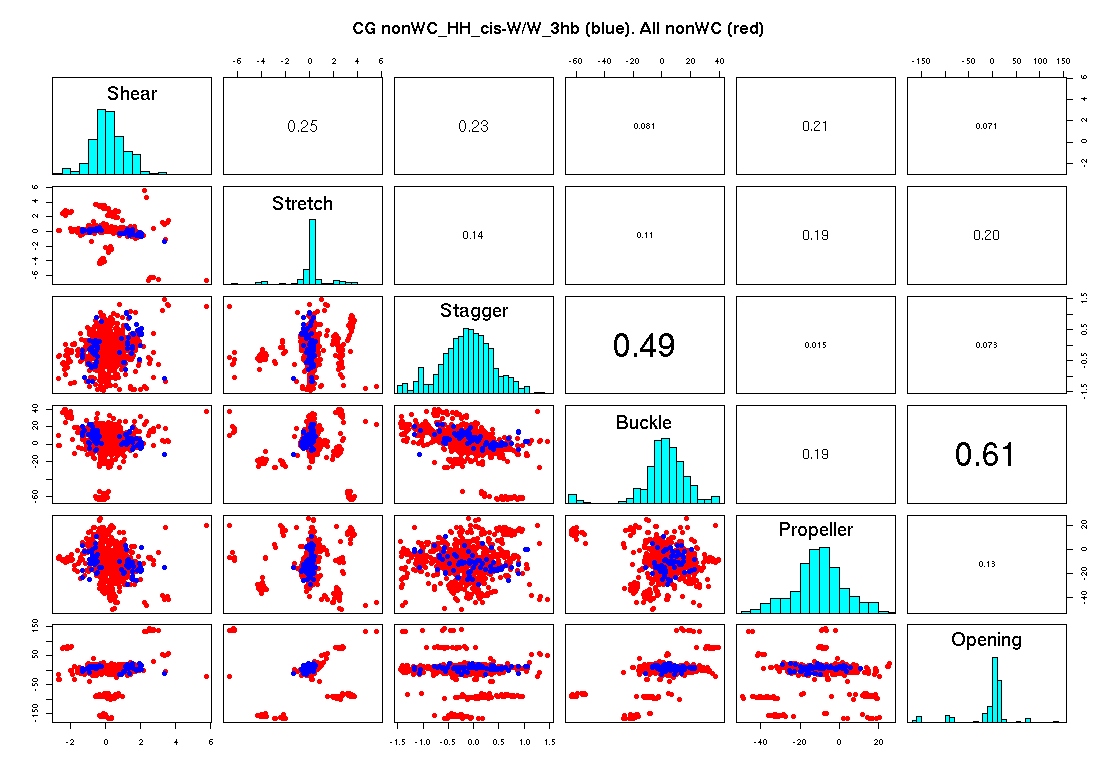 CG nonWC_HH_cis-W/W_3hb (blue). All nonWC (red)
-6 -4 -2 0 2 4 6
-60 -40 -20 0 20 40
-150 -50 0 50 100 150
Shear
0.25
0.23
0.081
0.21
0.071
-2 0 2 4 6
-6 -4 -2 0 2 4 6
Stretch
0.14
0.11
0.19
0.20
Stagger
0.49
0.015
0.073
-1.5 -0.5 0.5 1.5
-60 -20 0 20 40
Buckle
0.19
0.61
Propeller
0.13
-40 -20 0 20
-150 -50 50 150
Opening
-2 0 2 4 6
-1.5 -1.0 -0.5 0.0 0.5 1.0 1.5
-40 -20 0 20